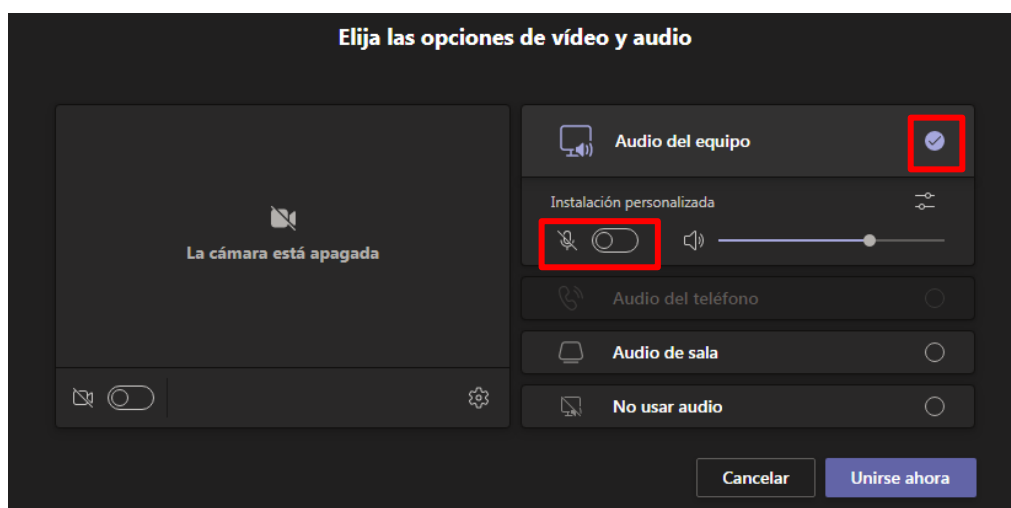 Elija las opciones de vídeo y audio
La cámara está apagada
Audio del equipo
Instalación personalizada
Audio del teléfono
Audio de sala
No usar audio
Cancelar
Unirse ahora